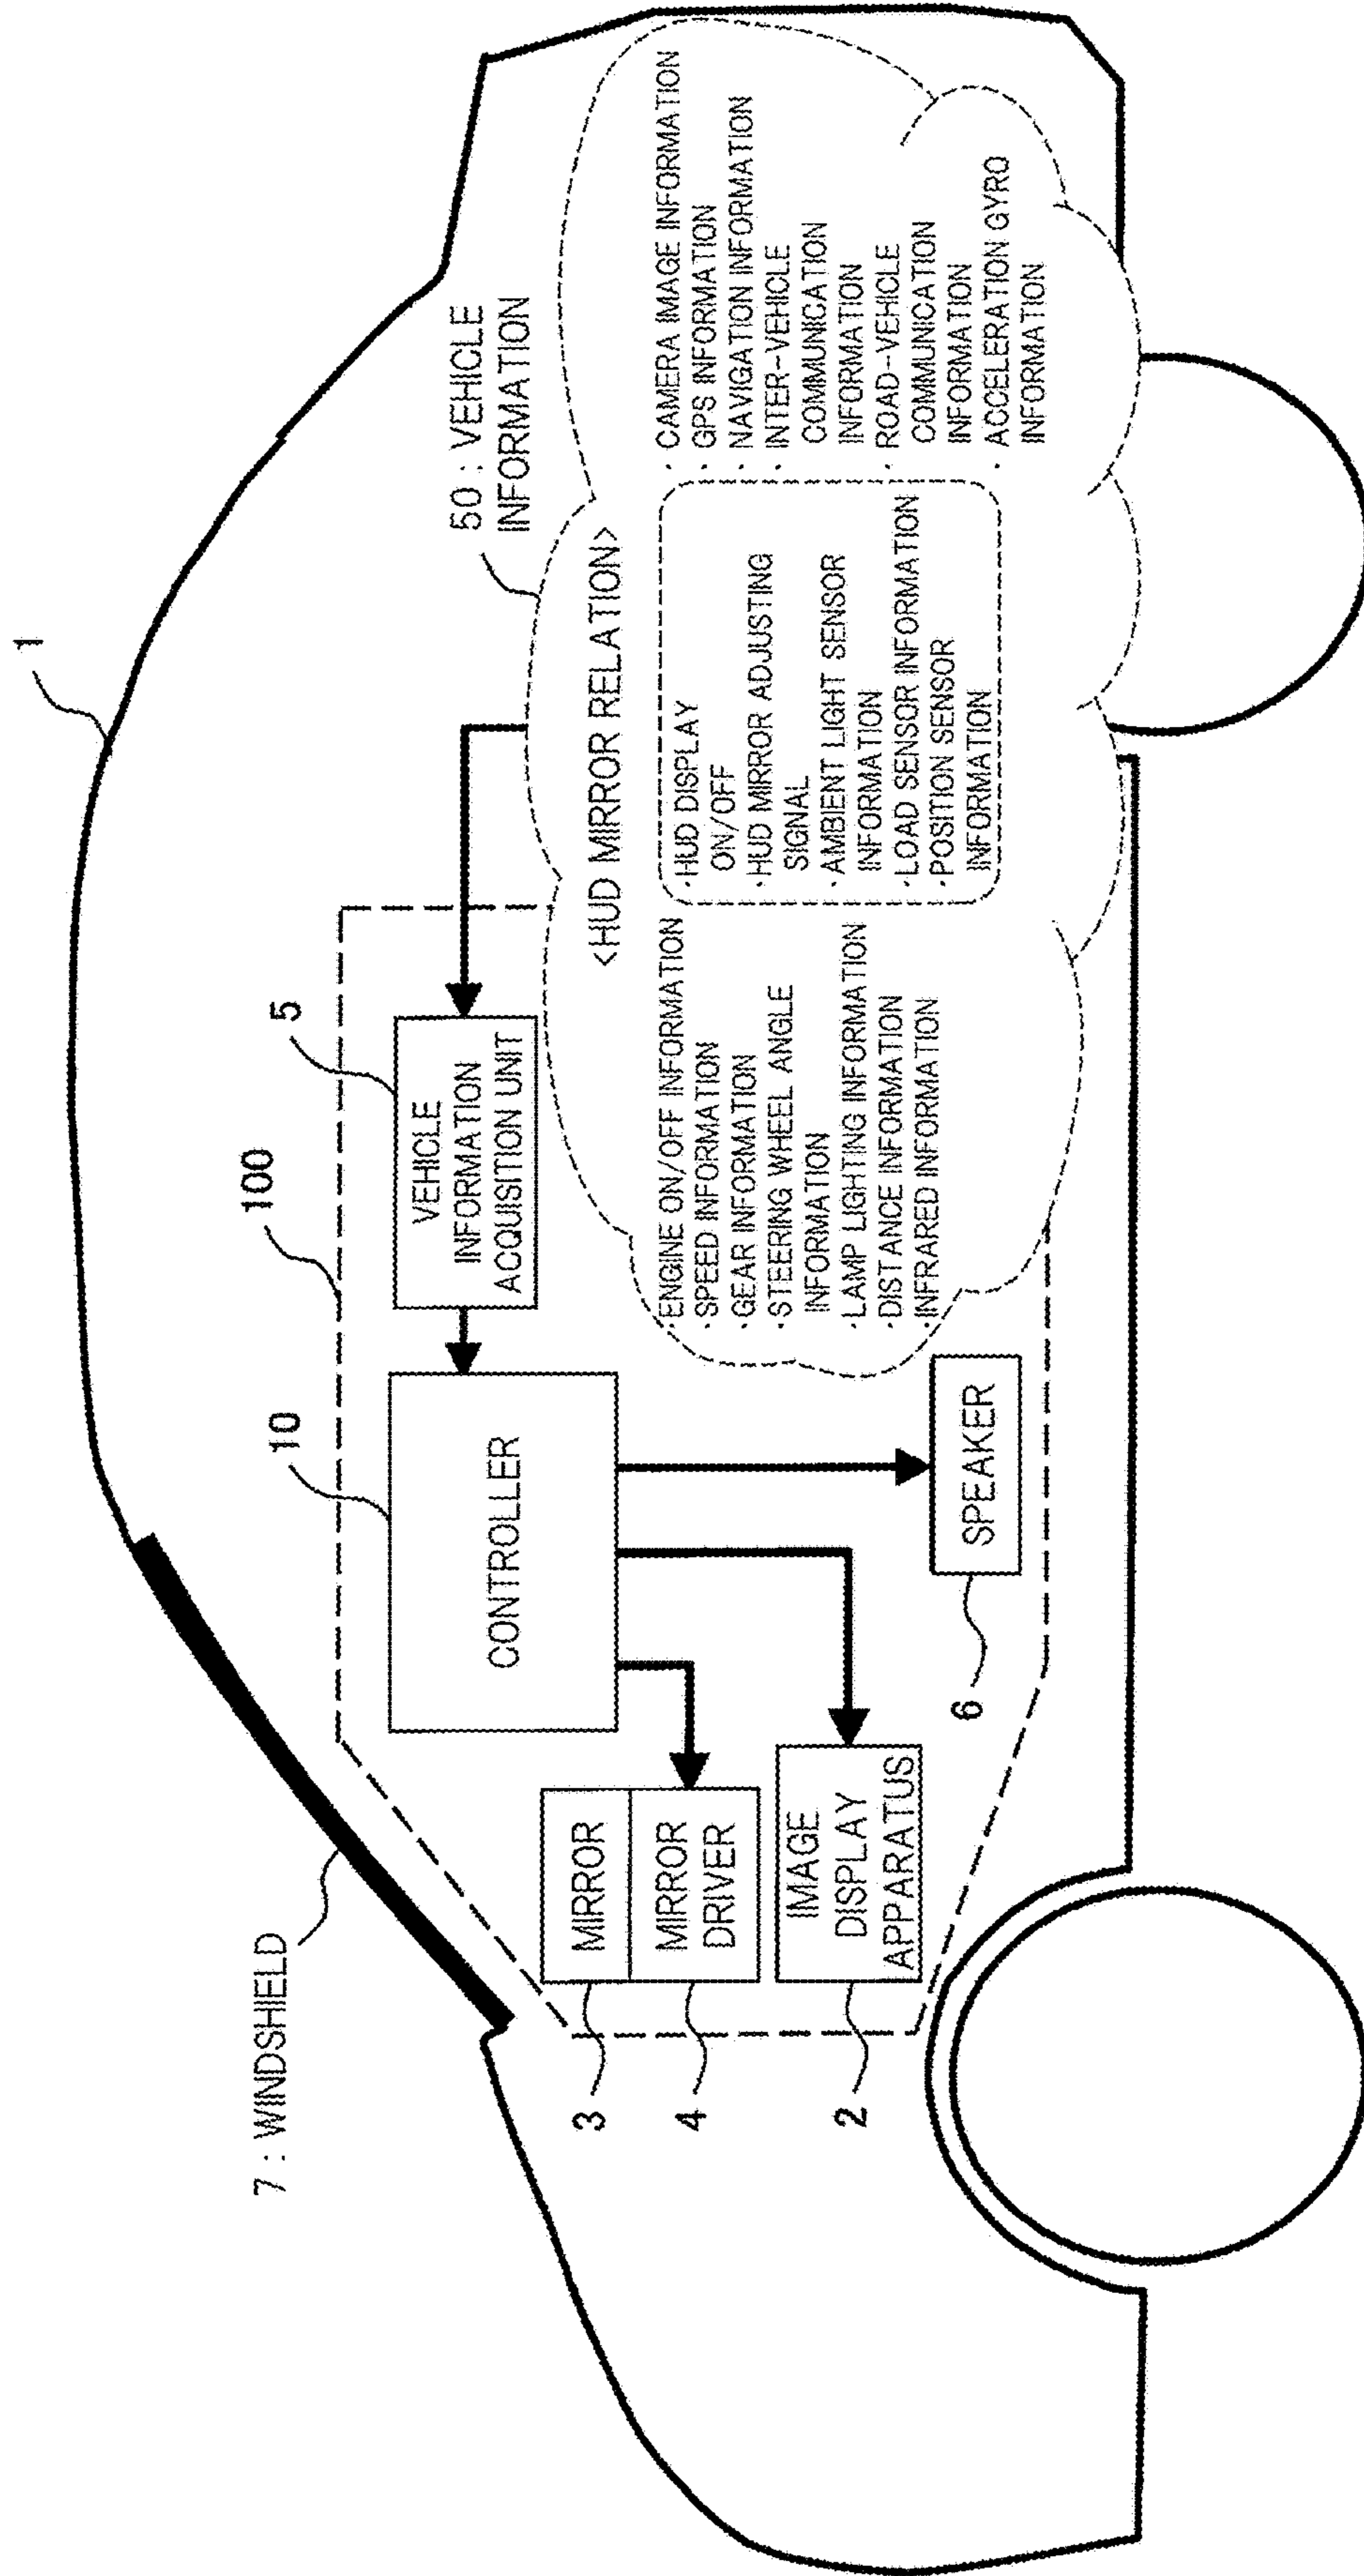 1
7 : WINDSHIELD
100
10
5
50 : VEHICLE
INFORMATION
CONTROLLER
VEHICLE
INFORMATION
ACQUISITION UNIT
MIRROR
MIRROR
DRIVER
IMAGE
DISPLAY
APPARATUS
SPEAKER
3
4
2
6
<HUD MIRROR RELATION>
·ENGINE ON/OFF INFORMATION
·SPEED INFORMATION
·GEAR INFORMATION
·STEERING WHEEL ANGLE
INFORMATION
·LAMP LIGHTING INFORMATION
·DISTANCE INFORMATION
·INFRARED INFORMATION
·HUD DISPLAY
ON/OFF
·HUD MIRROR ADJUSTING
SIGNAL
·AMBIENT LIGHT SENSOR
INFORMATION
·LOAD SENSOR INFORMATION
·POSITION SENSOR
INFORMATION
·CAMERA IMAGE INFORMATION
·GPS INFORMATION
·NAVIGATION INFORMATION
·INTER-VEHICLE
COMMUNICATION
INFORMATION
·ROAD-VEHICLE
COMMUNICATION
INFORMATION
·ACCELERATION GYRO
INFORMATION